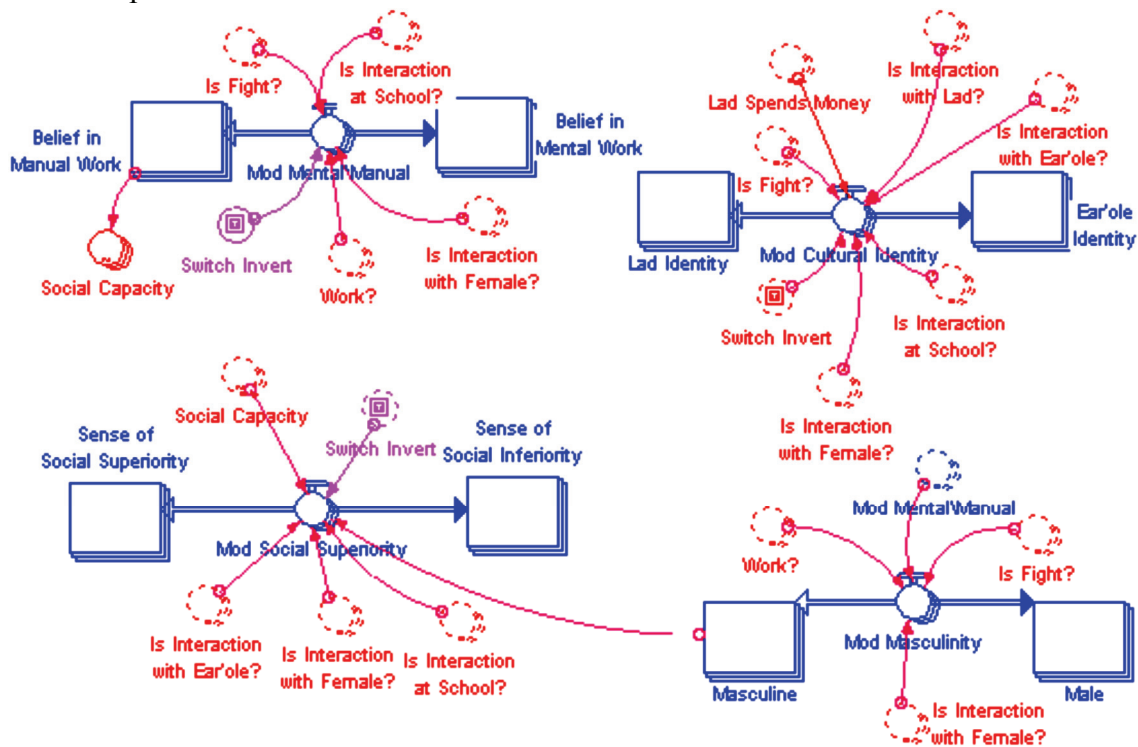 Is Fight?
Is Interaction
at School?
Belief in
Manual Work
Belief in
Mental Work
Mod Mental\Manual
Switch Invert
Social Capacity
Work?
Is Interaction
with Female?
Lad Spends Money
Is Interaction
with Lad?
Is Interaction
with Ear'ole?
Is Fight?
Lad Identity
Mod Cultural Identity
Ear'ole
Identity
Switch Invert
Is Interaction
at School?
Is Interaction
with Female?
Social Capacity
Switch Invert
Sense of
Social Superiority
Sense of
Social Inferiority
Mod Social Superiority
Is Interaction
with Ear'ole?
Is Interaction
with Female?
Is Interaction
at School?
Mod Mental\Manual
Work?
Is Fight?
Masculine
Mod Masculinity
Male
Is Interaction
with Female?